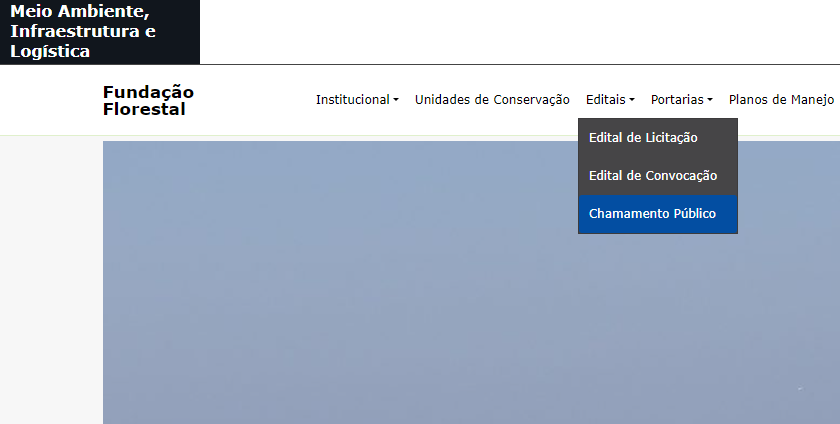 Meio Ambiente,
Infraestrutura e
Logística
Fundação
Florestal
Institucional Unidades de Conservação Editais Portarias Planos de Manejo
Edital de Licitação
Edital de Convocação
Chamamento Público